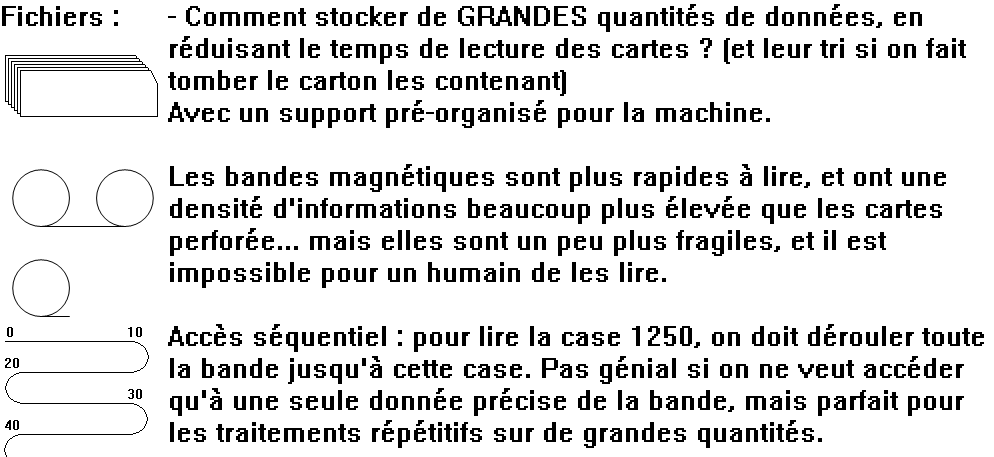 Fichiers : - Comment stocker de GRANDES quantités de données, en
réduisant le temps de lecture des cartes ? (et leur tri si on fait
tomber le carton les contenant)
Avec un support pré-organisé pour la machine.
Les bandes magnétiques sont plus rapides à lire, et ont une
densité d'informations beaucoup plus élevée que les cartes
perforée... mais elles sont un peu plus fragiles, et il est
impossible pour un humain de les lire.
0 10
20
30
40
Accès séquentiel : pour lire la case 1250, on doit dérouler toute
la bande jusqu'à cette case. Pas génial si on ne veut accéder
qu'à une seule donnée précise de la bande, mais parfait pour
les traitements répétitifs sur de grandes quantités.